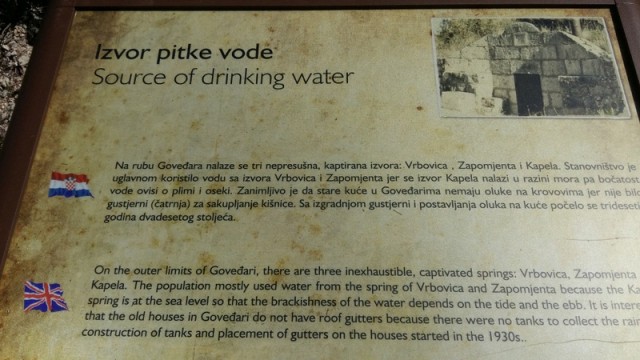 Izvor pitke vode
Source of drinking water
Na rubu Goveđara nalaze se tri nepresušna, kaptirana izvora: Vrbovica , Zapomjenta i Kapela. Stanovništvo je
uglavnom koristilo vodu sa izvora Vrbovica i Zapomjenta jer se izvor Kapela nalazi u razini mora pa bočatost
vode ovisi o plimi i oseki. Zanimljivo je da stare kuće u Goveđarima nemaju oluke na krovovima jer nije bilo
gustjerni (čatrnja) za sakupljanje kišnice. Sa izgradnjom gustjerni i postavljanja oluka na kuće počelo se
godina dvadesetog stoljeća..
On the outer limits of Goveđari, there are three inexhaustible, captivated springs: Vrbovica, Zapomjenta
Kapela. The population mostly used water from the spring of Vrbovica and Zapomjenta because the
spring is at the sea level so that the brackishness of the water depends on the tide and the ebb. It is
that the old houses in Goveđari do not have roof gutters because there were no tanks to collect the
construction of tanks and placement of gutters on the houses started in the 1930s..